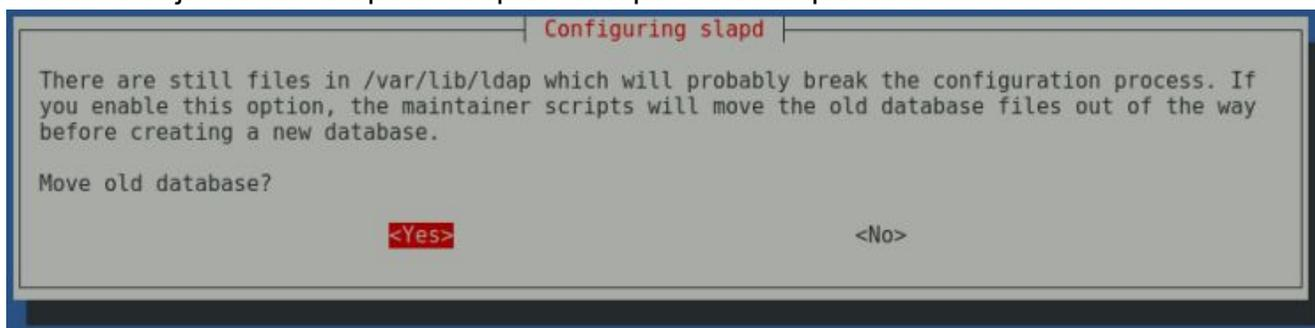 Configuring slapd
There are still files in /var/lib/ldap which will probably break the configuration process. If
you enable this option, the maintainer scripts will move the old database files out of the way
before creating a new database.
Move old database?
<Yes> <No>